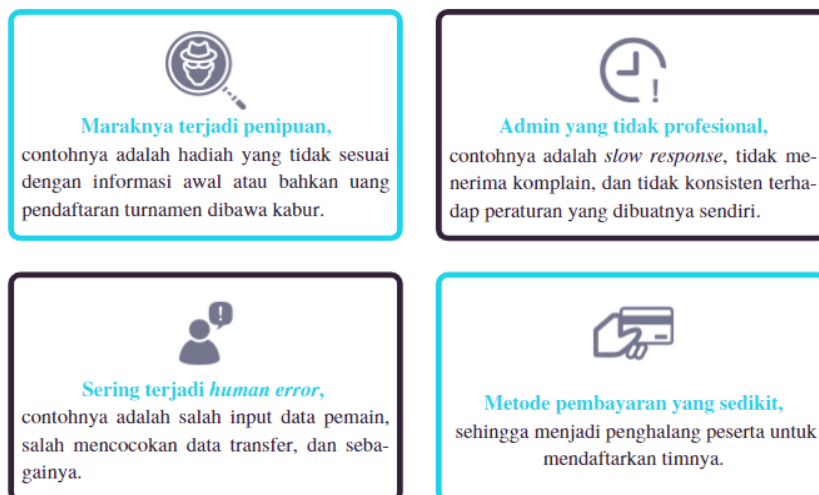 Maraknya terjadi penipuan,
contohnya adalah hadiah yang tidak sesuai
dengan informasi awal atau bahkan uang
pendaftaran turnamen dibawa kabur.
Admin yang tidak profesional,
contohnya adalah slow response, tidak me-
nerima komplain, dan tidak konsisten terha-
dap peraturan yang dibuatnya sendiri.
Sering terjadi human error,
contohnya adalah salah input data pemain,
salah mencocokan data transfer, dan seba-
gainya.
Metode pembayaran yang sedikit,
sehingga menjadi penghalang peserta untuk
mendaftarkan timnya.